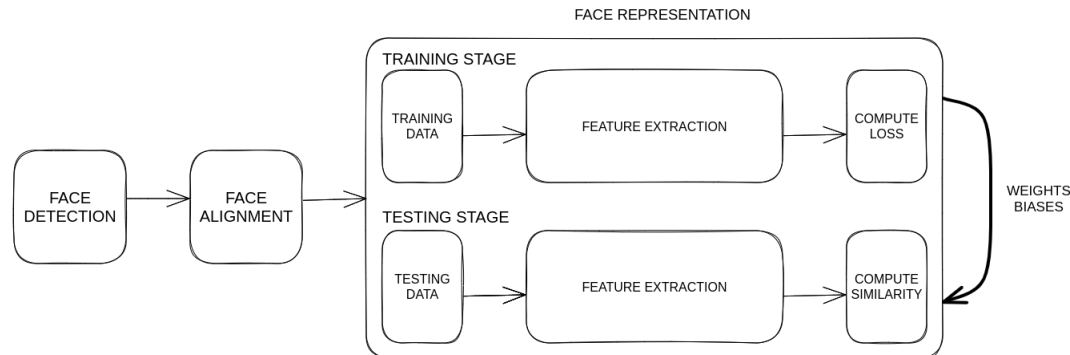 FACE REPRESENTATION
TRAINING STAGE
TRAINING
DATA
FEATURE EXTRACTION
COMPUTE
LOSS
FACE
DETECTION
FACE
ALIGNMENT
WEIGHTS
BIASES
TESTING STAGE
TESTING
DATA
FEATURE EXTRACTION
COMPUTE
SIMILARITY